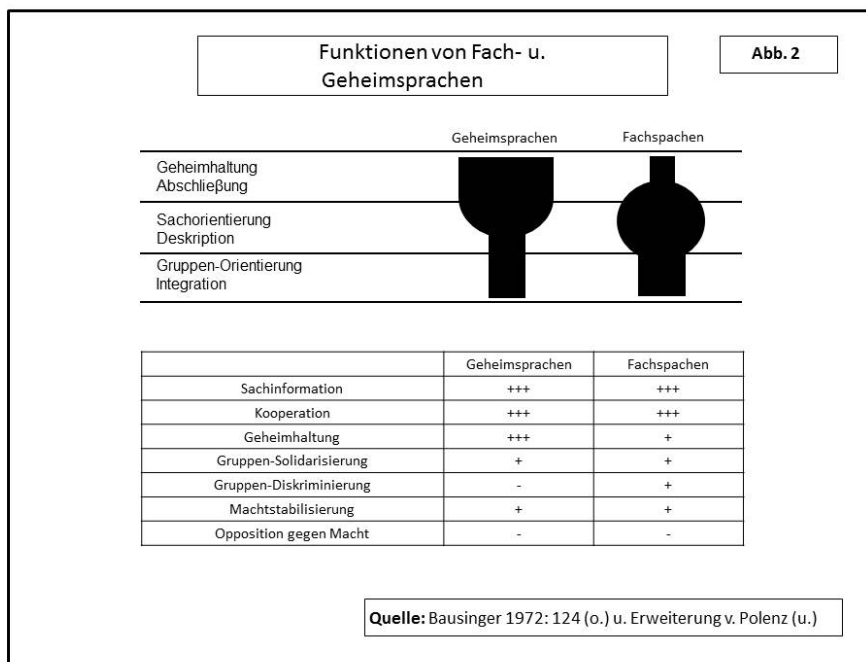 Funktionen von Fach- u.
Geheimsprachen
Abb. 2
Geheimsprachen Fachspachen
Geheimhaltung
Abschließung
Sachorientierung
Deskription
Gruppen-Orientierung
Integration
Geheimsprachen Fachspachen
Sachinformation +++ +++
Kooperation +++ +++
Geheimhaltung +++ +
Gruppen-Solidarisierung + +
Gruppen-Diskriminierung - +
Machtstabilisierung + +
Opposition gegen Macht - -
Quelle: Bausinger 1972: 124 (o.) u. Erweiterung v. Polenz (u.)